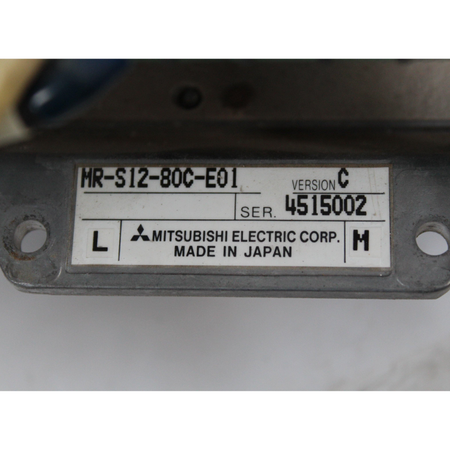 MR-S12-80C-E01 VERSION C
SER. 4515002
L MITSUBISHI ELECTRIC CORP. M
MADE IN JAPAN